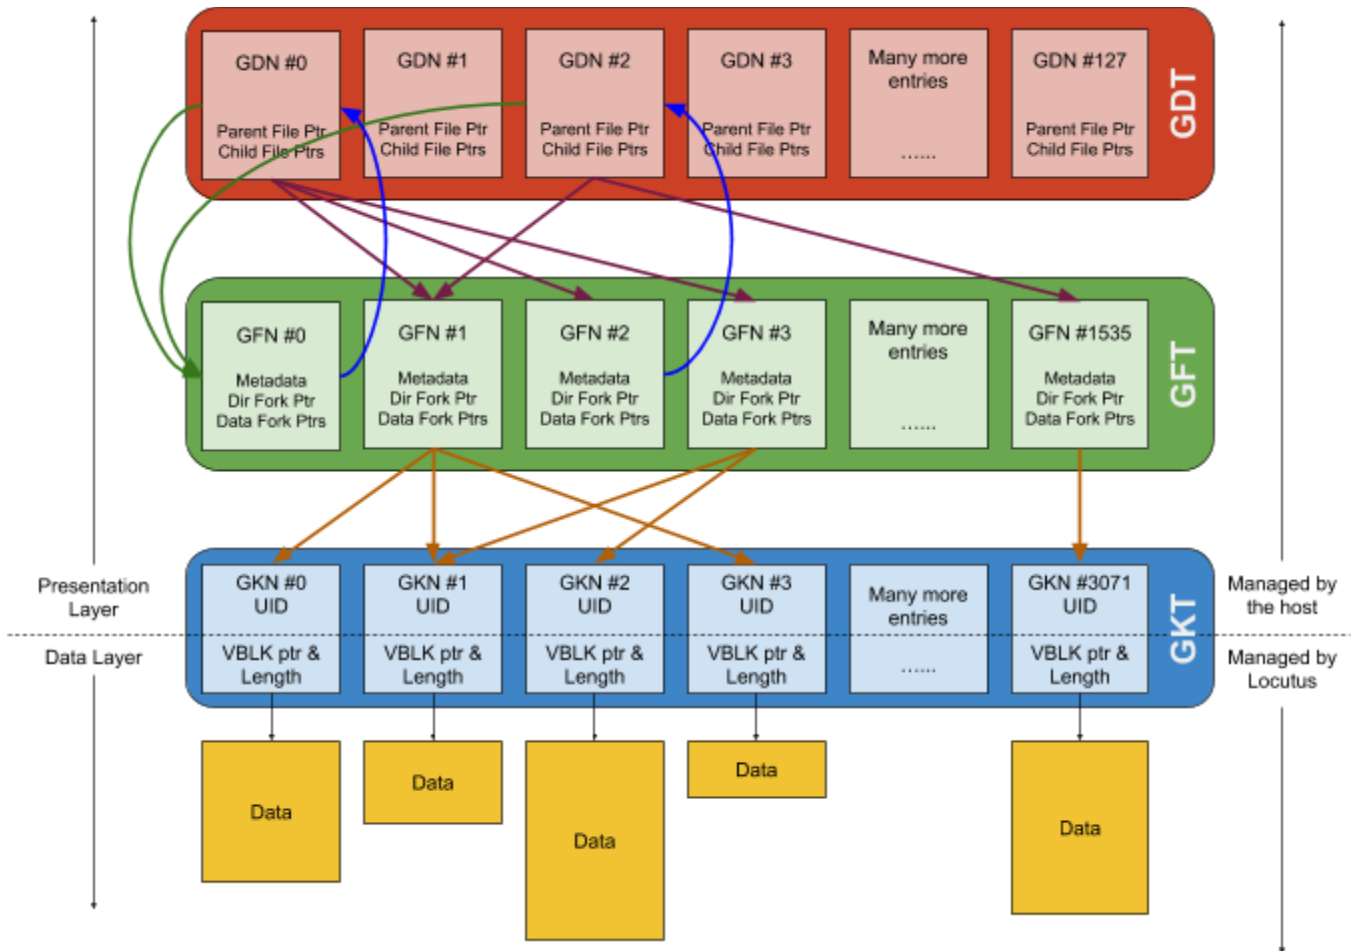 GDN #0
Parent File Ptr
Child File Ptrs
GDN #1
Parent File Ptr
Child File Ptrs
GDN #2
Parent File Ptr
Child File Ptrs
GDN #3
Parent File Ptr
Child File Ptrs
Many more
entries
......
GDN #127
Parent File Ptr
Child File Ptrs
GDT
GFN #0
Metadata
Dir Fork Ptr
Data Fork Ptrs
GFN #1
Metadata
Dir Fork Ptr
Data Fork Ptrs
GFN #2
Metadata
Dir Fork Ptr
Data Fork Ptrs
GFN #3
Metadata
Dir Fork Ptr
Data Fork Ptrs
Many more
entries
......
GFN #1535
Metadata
Dir Fork Ptr
Data Fork Ptrs
GFT
Presentation
Layer
Data Layer
GKN #0
UID
VBLK ptr &
Length
GKN #1
UID
VBLK ptr &
Length
GKN #2
UID
VBLK ptr &
Length
GKN #3
UID
VBLK ptr &
Length
Many more
entries
......
GKN #3071
UID
VBLK ptr &
Length
GKT
Managed by
the host
Managed by
Locutus
Data
Data
Data
Data
Data